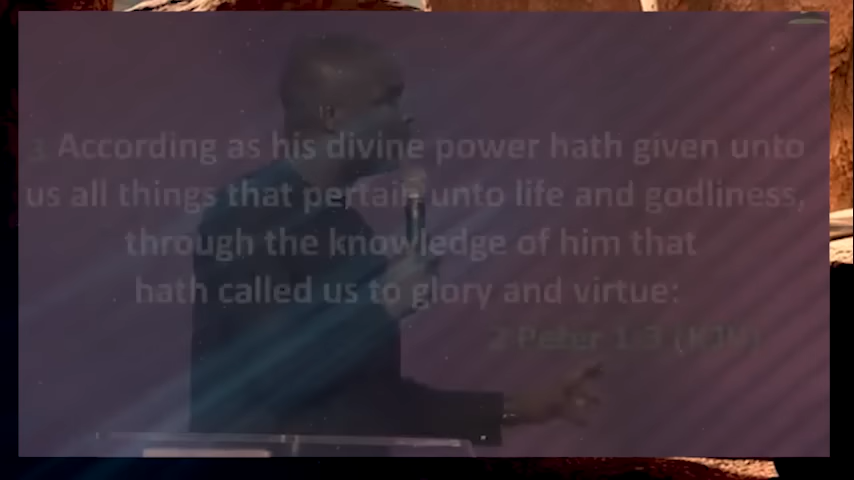 3 According as his divine power hath given unto
us all things that pertain unto life and godliness,
through the knowledge of him that
hath called us to glory and virtue:
2 Peter 1:3 (KJV)